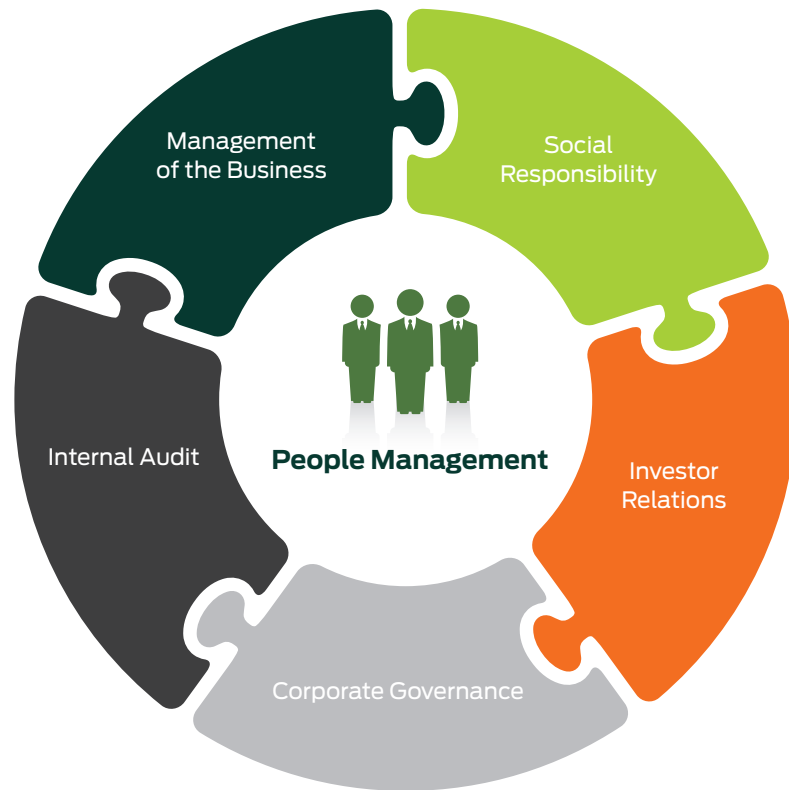 Management
of the Business
Social
Responsibility
Internal Audit
People Management
Investor
Relations
Corporate Governance